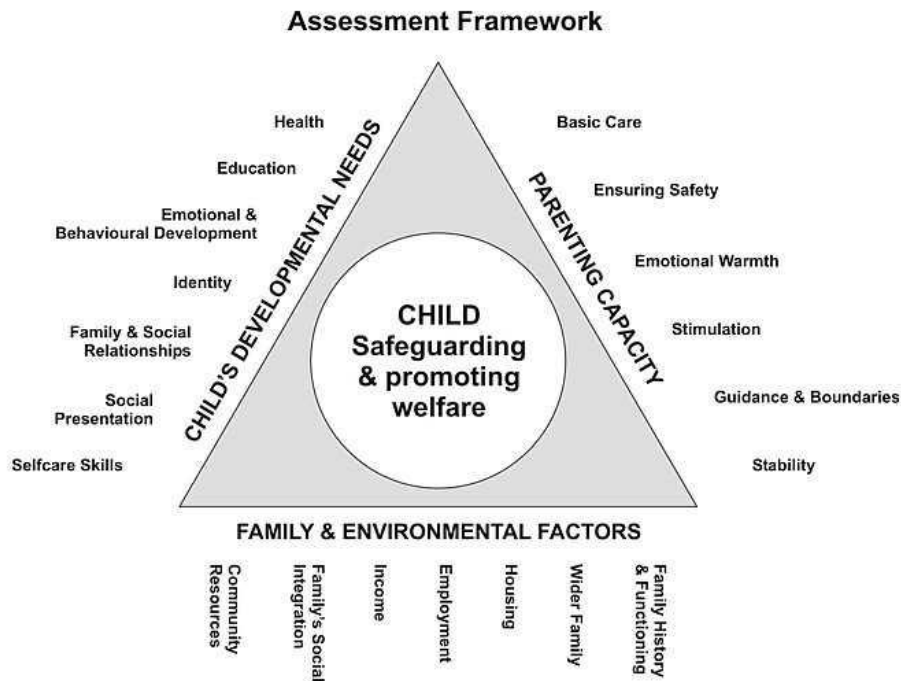 Assessment Framework
Health
Education
Emotional &
Behavioural Development
Identity
Family & Social
Relationships
Social
Presentation
Selfcare Skills
CHILD'S DEVELOPMENTAL NEEDS
CHILD
Safeguarding
& promoting
welfare
PARENTING CAPACITY
Basic Care
Ensuring Safety
Emotional Warmth
Stimulation
Guidance & Boundaries
Stability
FAMILY & ENVIRONMENTAL FACTORS
Community
Resources
Family's Social
Integration
Income
Employment
Housing
Wider Family
Family History
& Functioning